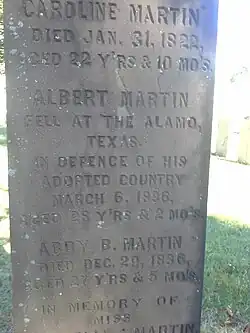 CAROLINE MARTIN
DIED JAN. 31, 1822,
AGED 22 Y'RS & 10 MO'S.
ALBERT MARTIN
FELL AT THE ALAMO,
TEXAS.
IN DEFENCE OF HIS
ADOPTED COUNTRY
MARCH 6, 1836,
AGED 28 Y'RS & 2 MO'S.
ABBY B. MARTIN
DIED DEC. 29, 1836,
AGED 27 Y'RS & 5 MO'S.
IN MEMORY OF
MISS
MARTIN